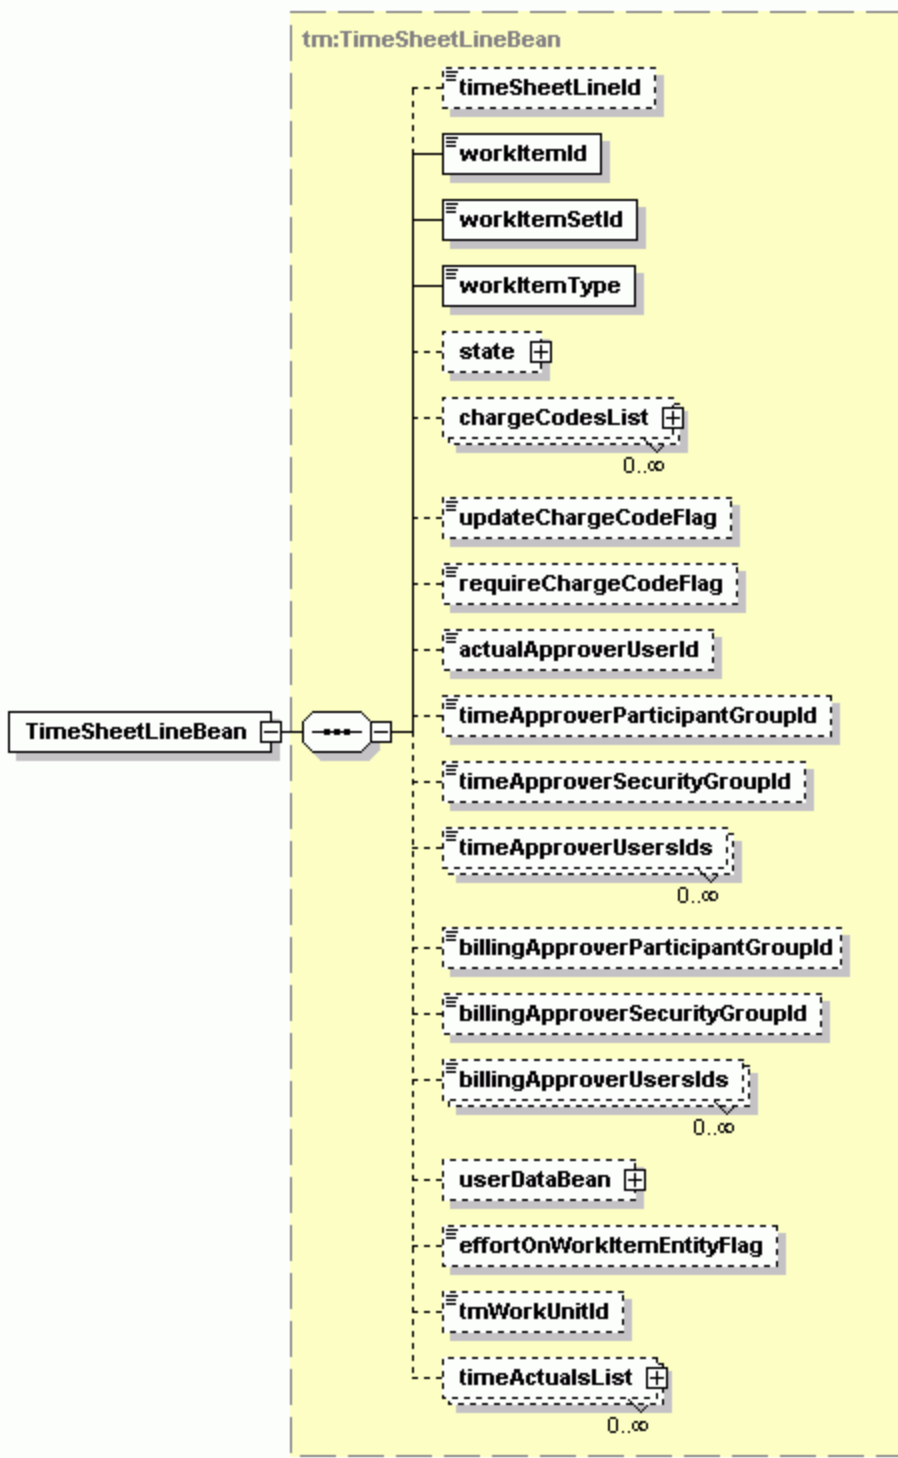 tm:TimeSheetLineBean
timeSheetLineId
workItemId
workItemSetId
workItemType
state
chargeCodesList
0..∞
updateChargeCodeFlag
requireChargeCodeFlag
actualApproverUserId
timeApproverParticipantGroupId
TimeSheetLineBean
timeApproverSecurityGroupId
timeApproverUsersIds
0..∞
billingApproverParticipantGroupId
billingApproverSecurityGroupId
billingApproverUsersIds
0..∞
userDataBean
effortOnWorkItemEntityFlag
tmWorkUnitId
timeActualsList
0..∞